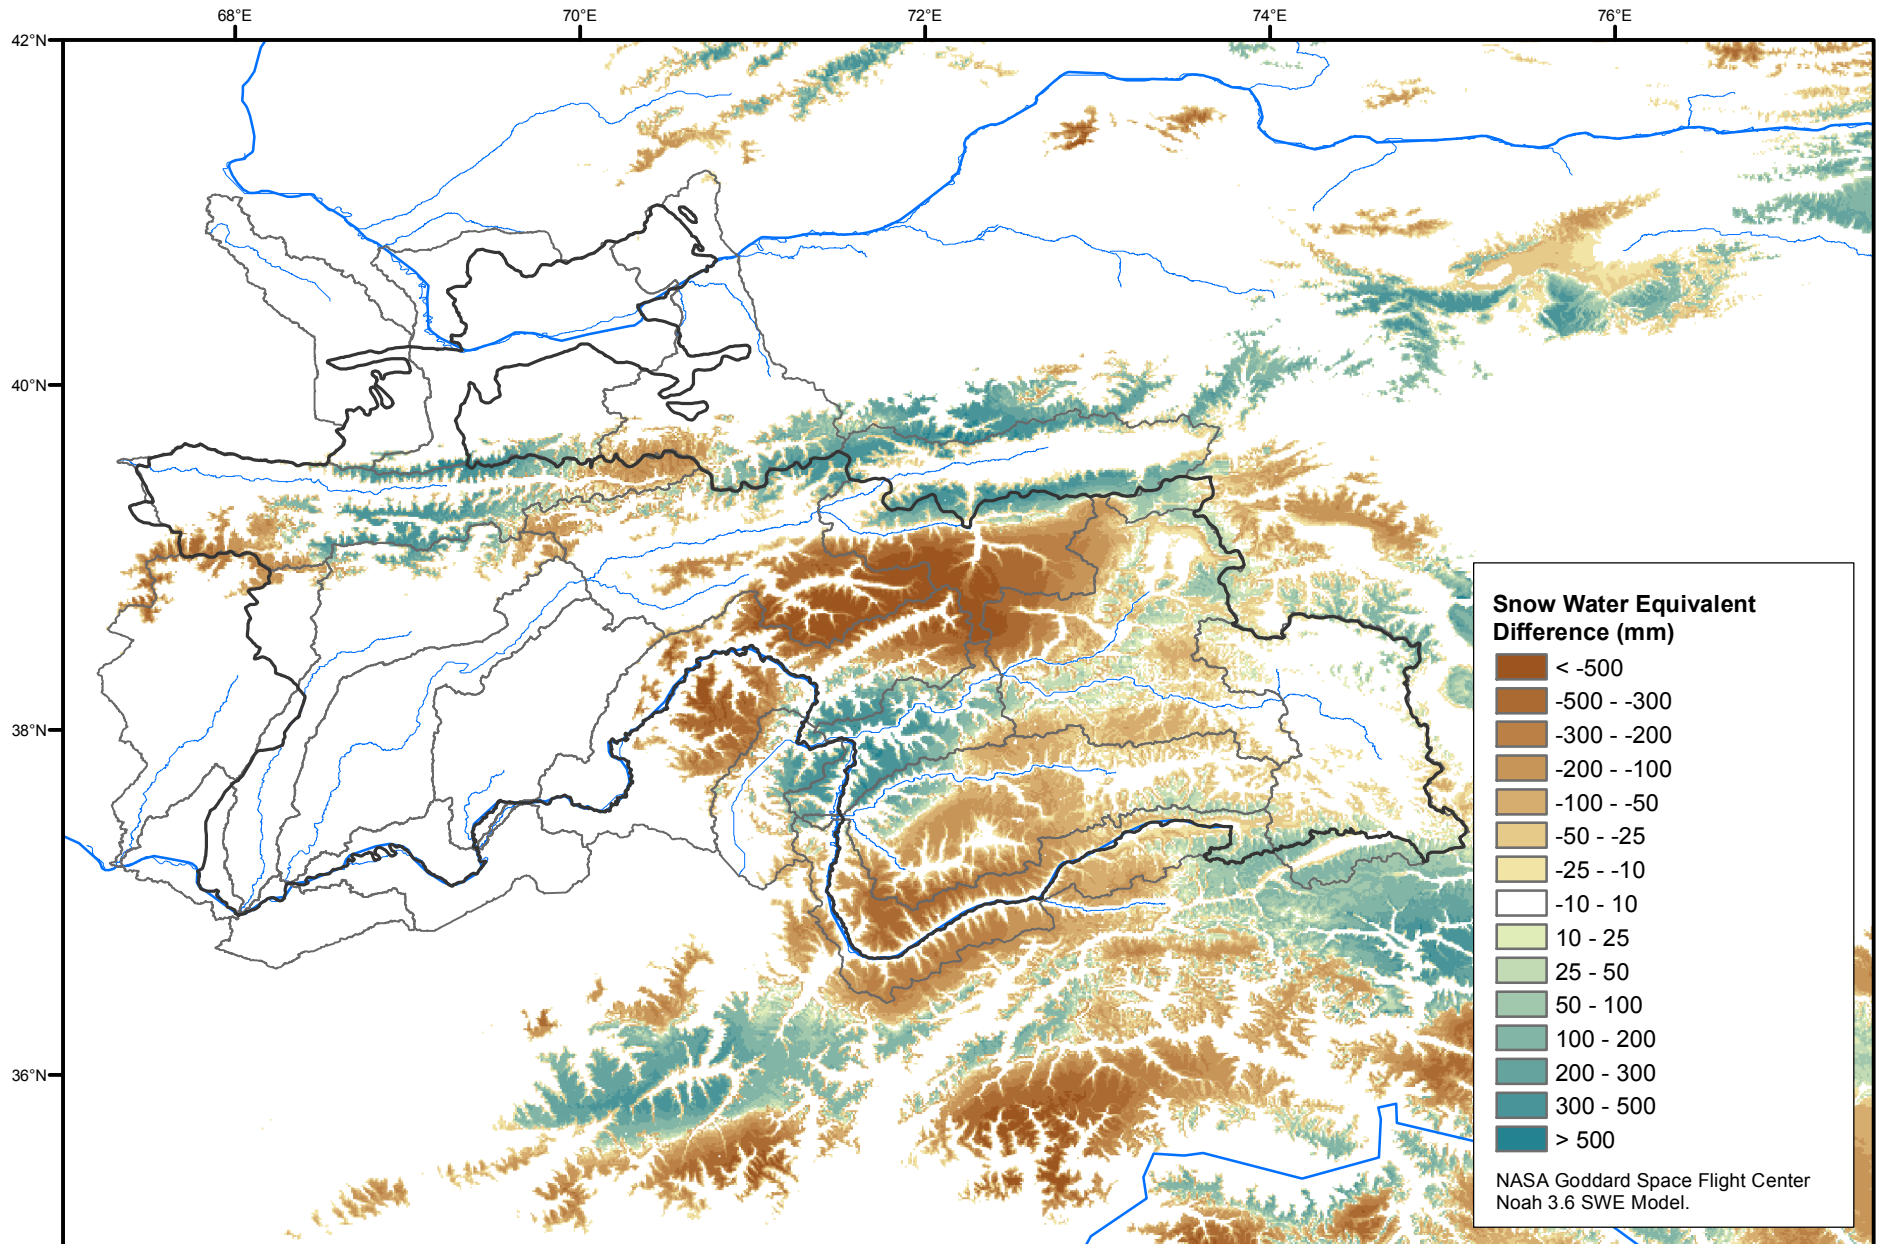 68°E 70°E 72°E 74°E 76°E
42°N
40°N
38°N
36°N
Snow Water Equivalent
Difference (mm)
< -500
-500 - -300
-300 - -200
-200 - -100
-100 - -50
-50 - -25
-25 - -10
-10 - 10
10 - 25
25 - 50
50 - 100
100 - 200
200 - 300
300 - 500
> 500
NASA Goddard Space Flight Center
Noah 3.6 SWE Model.